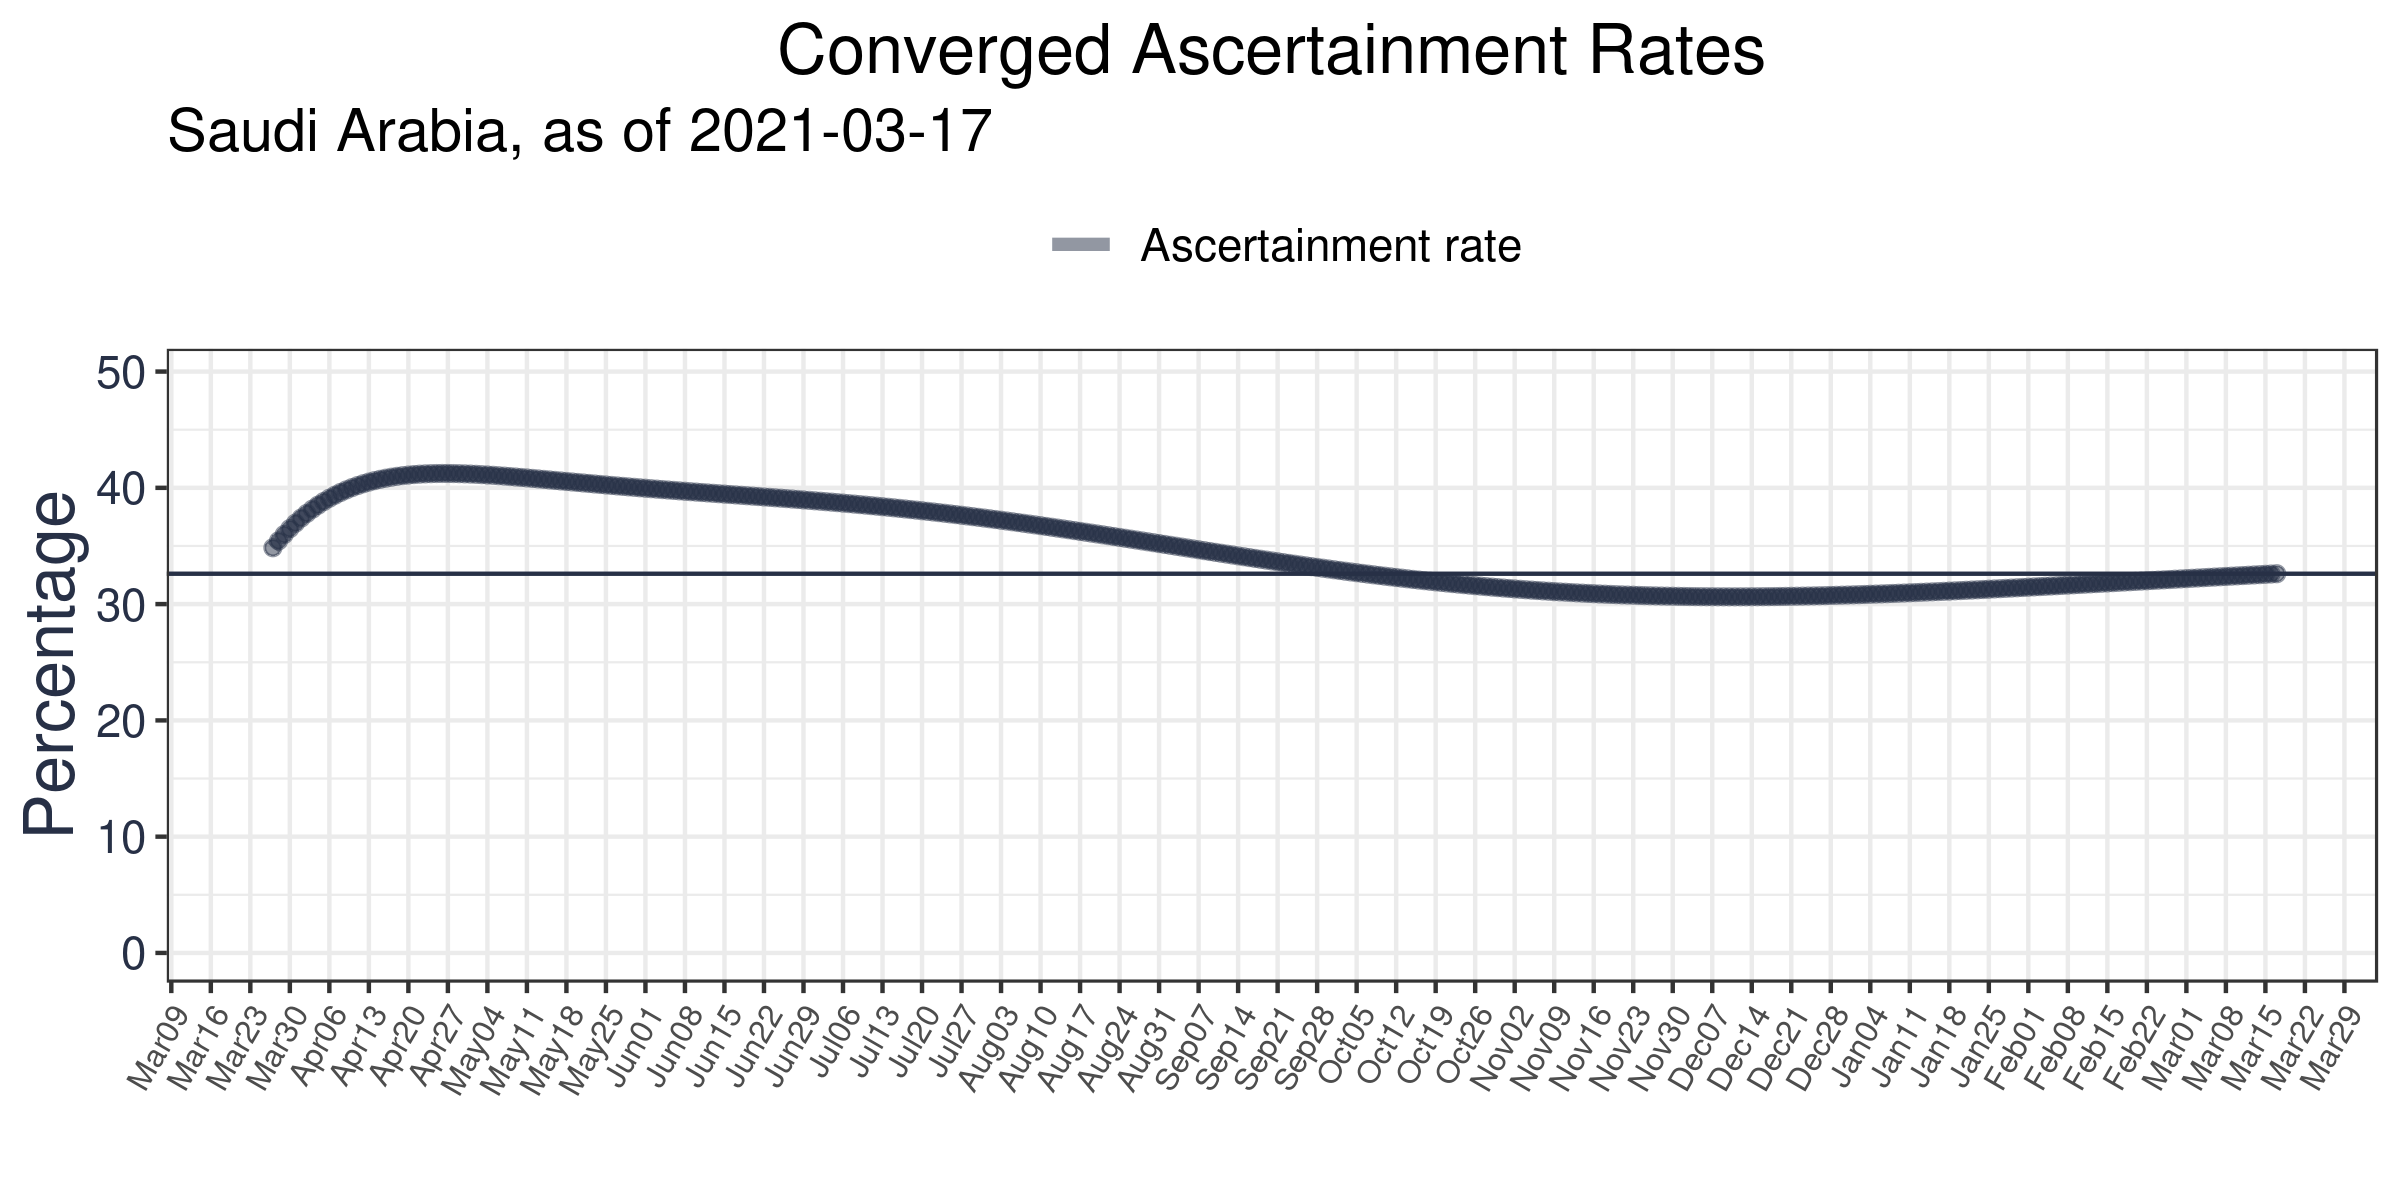 Converged Ascertainment Rates
Saudi Arabia, as of 2021-03-17
Ascertainment rate
Percentage
50
40
30
20
10
0
Mar09 Mar16 Mar23 Mar30 Apr06 Apr13 Apr20 Apr27 May04 May11 May18 May25 Jun01 Jun08 Jun15 Jun22 Jun29 Jul06 Jul13 Jul20 Jul27 Aug03 Aug10 Aug17 Aug24 Aug31 Sep07 Sep14 Sep21 Sep28 Oct05 Oct12 Oct19 Oct26 Nov02 Nov09 Nov16 Nov23 Nov30 Dec07 Dec14 Dec21 Dec28 Jan04 Jan11 Jan18 Jan25 Feb01 Feb08 Feb15 Feb22 Mar01 Mar08 Mar15 Mar22 Mar29